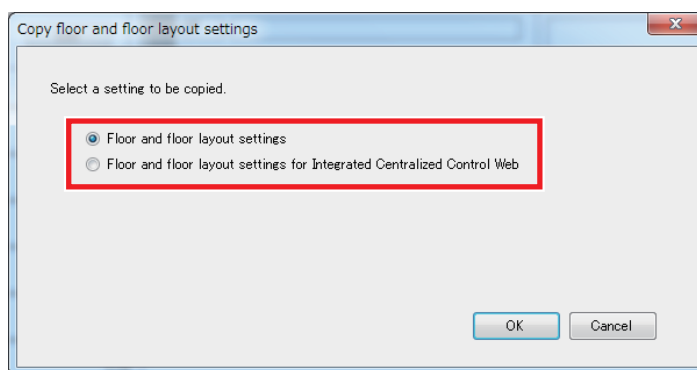 Copy floor and floor layout settings
Select a setting to be copied.
Floor and floor layout settings
Floor and floor layout settings for Integrated Centralized Control Web
OK Cancel